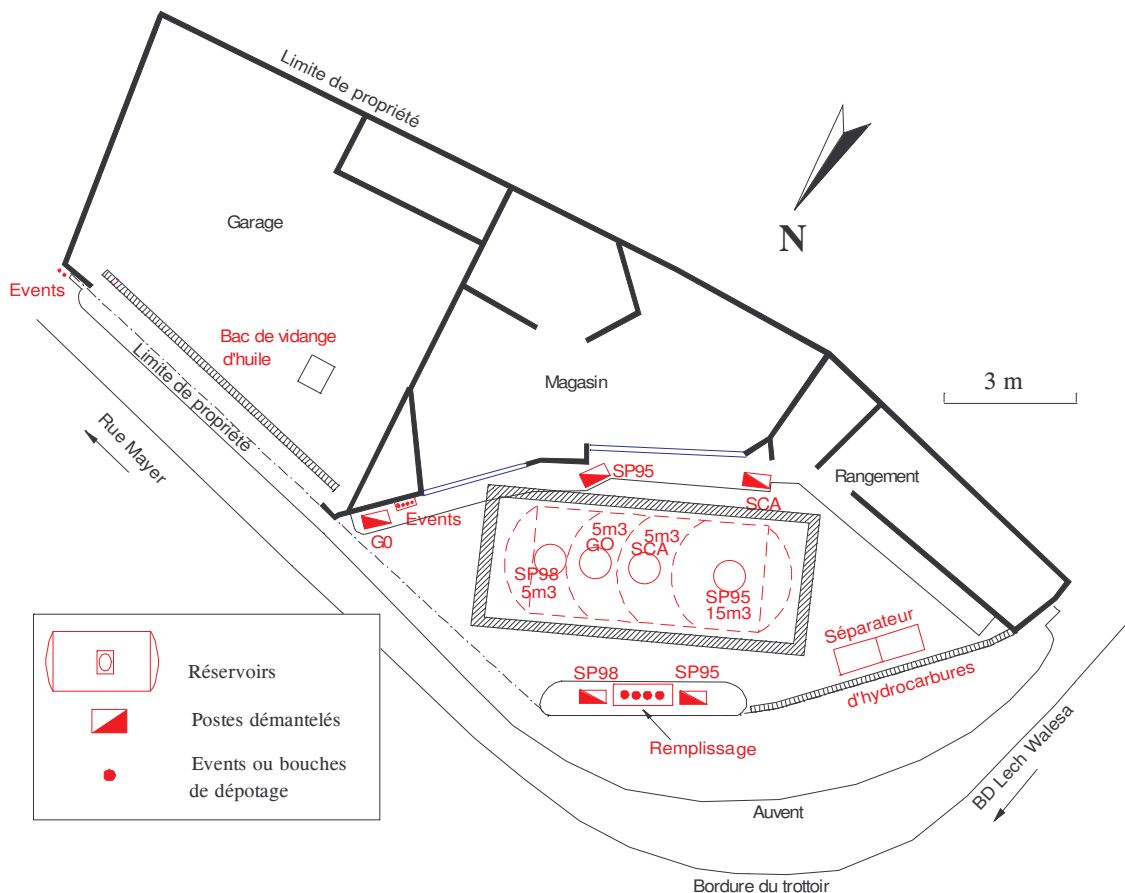 Limite de propriété
Garage
N
Events
Bac de vidange
d'huile
Limite de propriété
Magasin
3 m
Rue Mayer
SP95
SCA
Rangement
Events
G0
5m3
GO
5m3
SCA
SP98
5m3
SP95
15m3
Séparateur
d'hydrocarbures
SP98
SP95
Remplissage
Réservoirs
Postes démantelés
Events ou bouches
de dépotage
BD Lech Walesa
Auvent
Bordure du trottoir